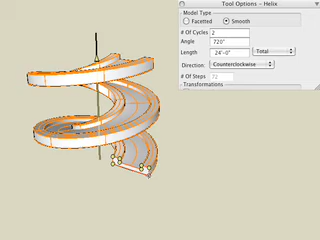 Tool Options - Helix
Model Type
Facetted Smooth
# Of Cycles 2
Angle 720°
Length 24'-0" Total
Direction: Counterclockwise
# Of Steps 72
Transformations